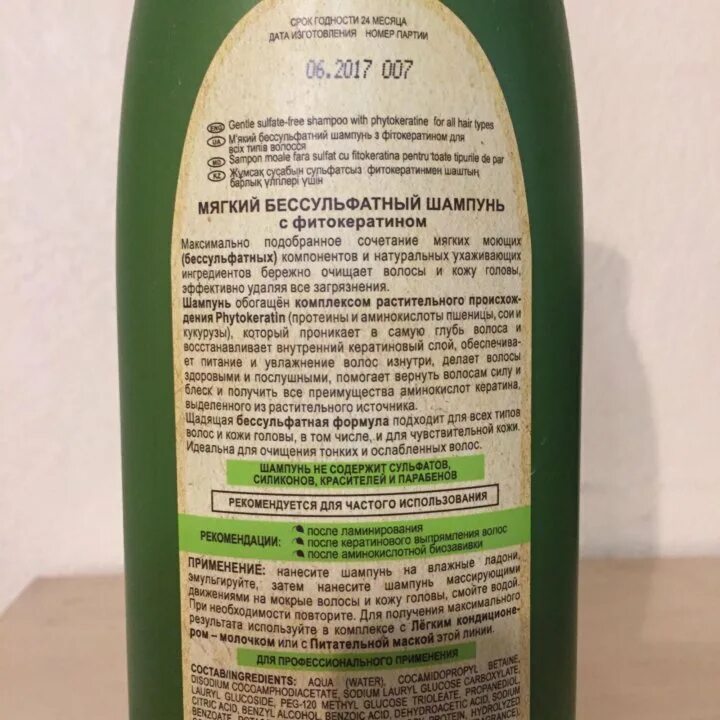 СРОК ГОДНОСТИ 24 МЕСЯЦА
ДАТА ИЗГОТОВЛЕНИЯ НОМЕР ПАРТИИ
06.2017 007
ENG Gentle sulfate-free shampoo with phytokeratine for all hair types
UA М'який бессульфатний шампунь з фітокератином для
всіх типів волосся
MD Sampon moale fara sulfat cu fitokeratina pentru toate tipurile de par
KZ Жұмсақ сусабын сульфатсыз фитокератинмен шаштың
барлық үлгілері үшін
МЯГКИЙ БЕССУЛЬФАТНЫЙ ШАМПУНЬ
с фитокератином
Максимально подобранное сочетание мягких моющих
(бессульфатных) компонентов и натуральных ухаживающих
ингредиентов бережно очищает волосы и кожу головы,
эффективно удаляя все загрязнения.
Шампунь обогащён комплексом растительного происхож-
дения Phytokeratin (протеины и аминокислоты пшеницы, сои и
кукурузы), который проникает в самую глубь волоса и
восстанавливает внутренний кератиновый слой, обеспечива-
ет питание и увлажнение волос изнутри, делает волосы
здоровыми и послушными, помогает вернуть волосам силу и
блеск и получить все преимущества аминокислот кератина,
выделенного из растительного источника.
Щадящая бессульфатная формула подходит для всех типов
волос и кожи головы, в том числе, и для чувствительной кожи.
Идеальна для очищения тонких и ослабленных волос.
ШАМПУНЬ НЕ СОДЕРЖИТ СУЛЬФАТОВ,
СИЛИКОНОВ, КРАСИТЕЛЕЙ И ПАРАБЕНОВ
РЕКОМЕНДУЕТСЯ ДЛЯ ЧАСТОГО ИСПОЛЬЗОВАНИЯ
после ламинирования
РЕКОМЕНДАЦИИ: после кератинового выпрямления волос
после аминокислотной биозавивки
ПРИМЕНЕНИЕ: нанесите шампунь на влажные ладони,
эмульгируйте, затем нанесите шампунь массирующими
движениями на мокрые волосы и кожу головы, смойте водой.
При необходимости повторите. Для получения максимального
результата используйте в комплексе с Лёгким кондиционе-
ром – молочком или с Питательной маской этой линии.
ДЛЯ ПРОФЕССИОНАЛЬНОГО ПРИМЕНЕНИЯ
СОСТАВ/INGREDIENTS: AQUA (WATER), COCAMIDOPROPYL BETAINE,
DISODIUM COCOAMPHODIACETATE, SODIUM LAURYL GLUCOSE CARBOXYLATE,
LAURYL GLUCOSIDE, PEG-120 METHYL GLUCOSE TRIOLEATE, PROPANEDIOL,
CITRIC ACID, BENZYL ALCOHOL, BENZOIC ACID, DEHYDROACETIC ACID, SODIUM
BENZOATE, PROTEIN, HYDROLYZED